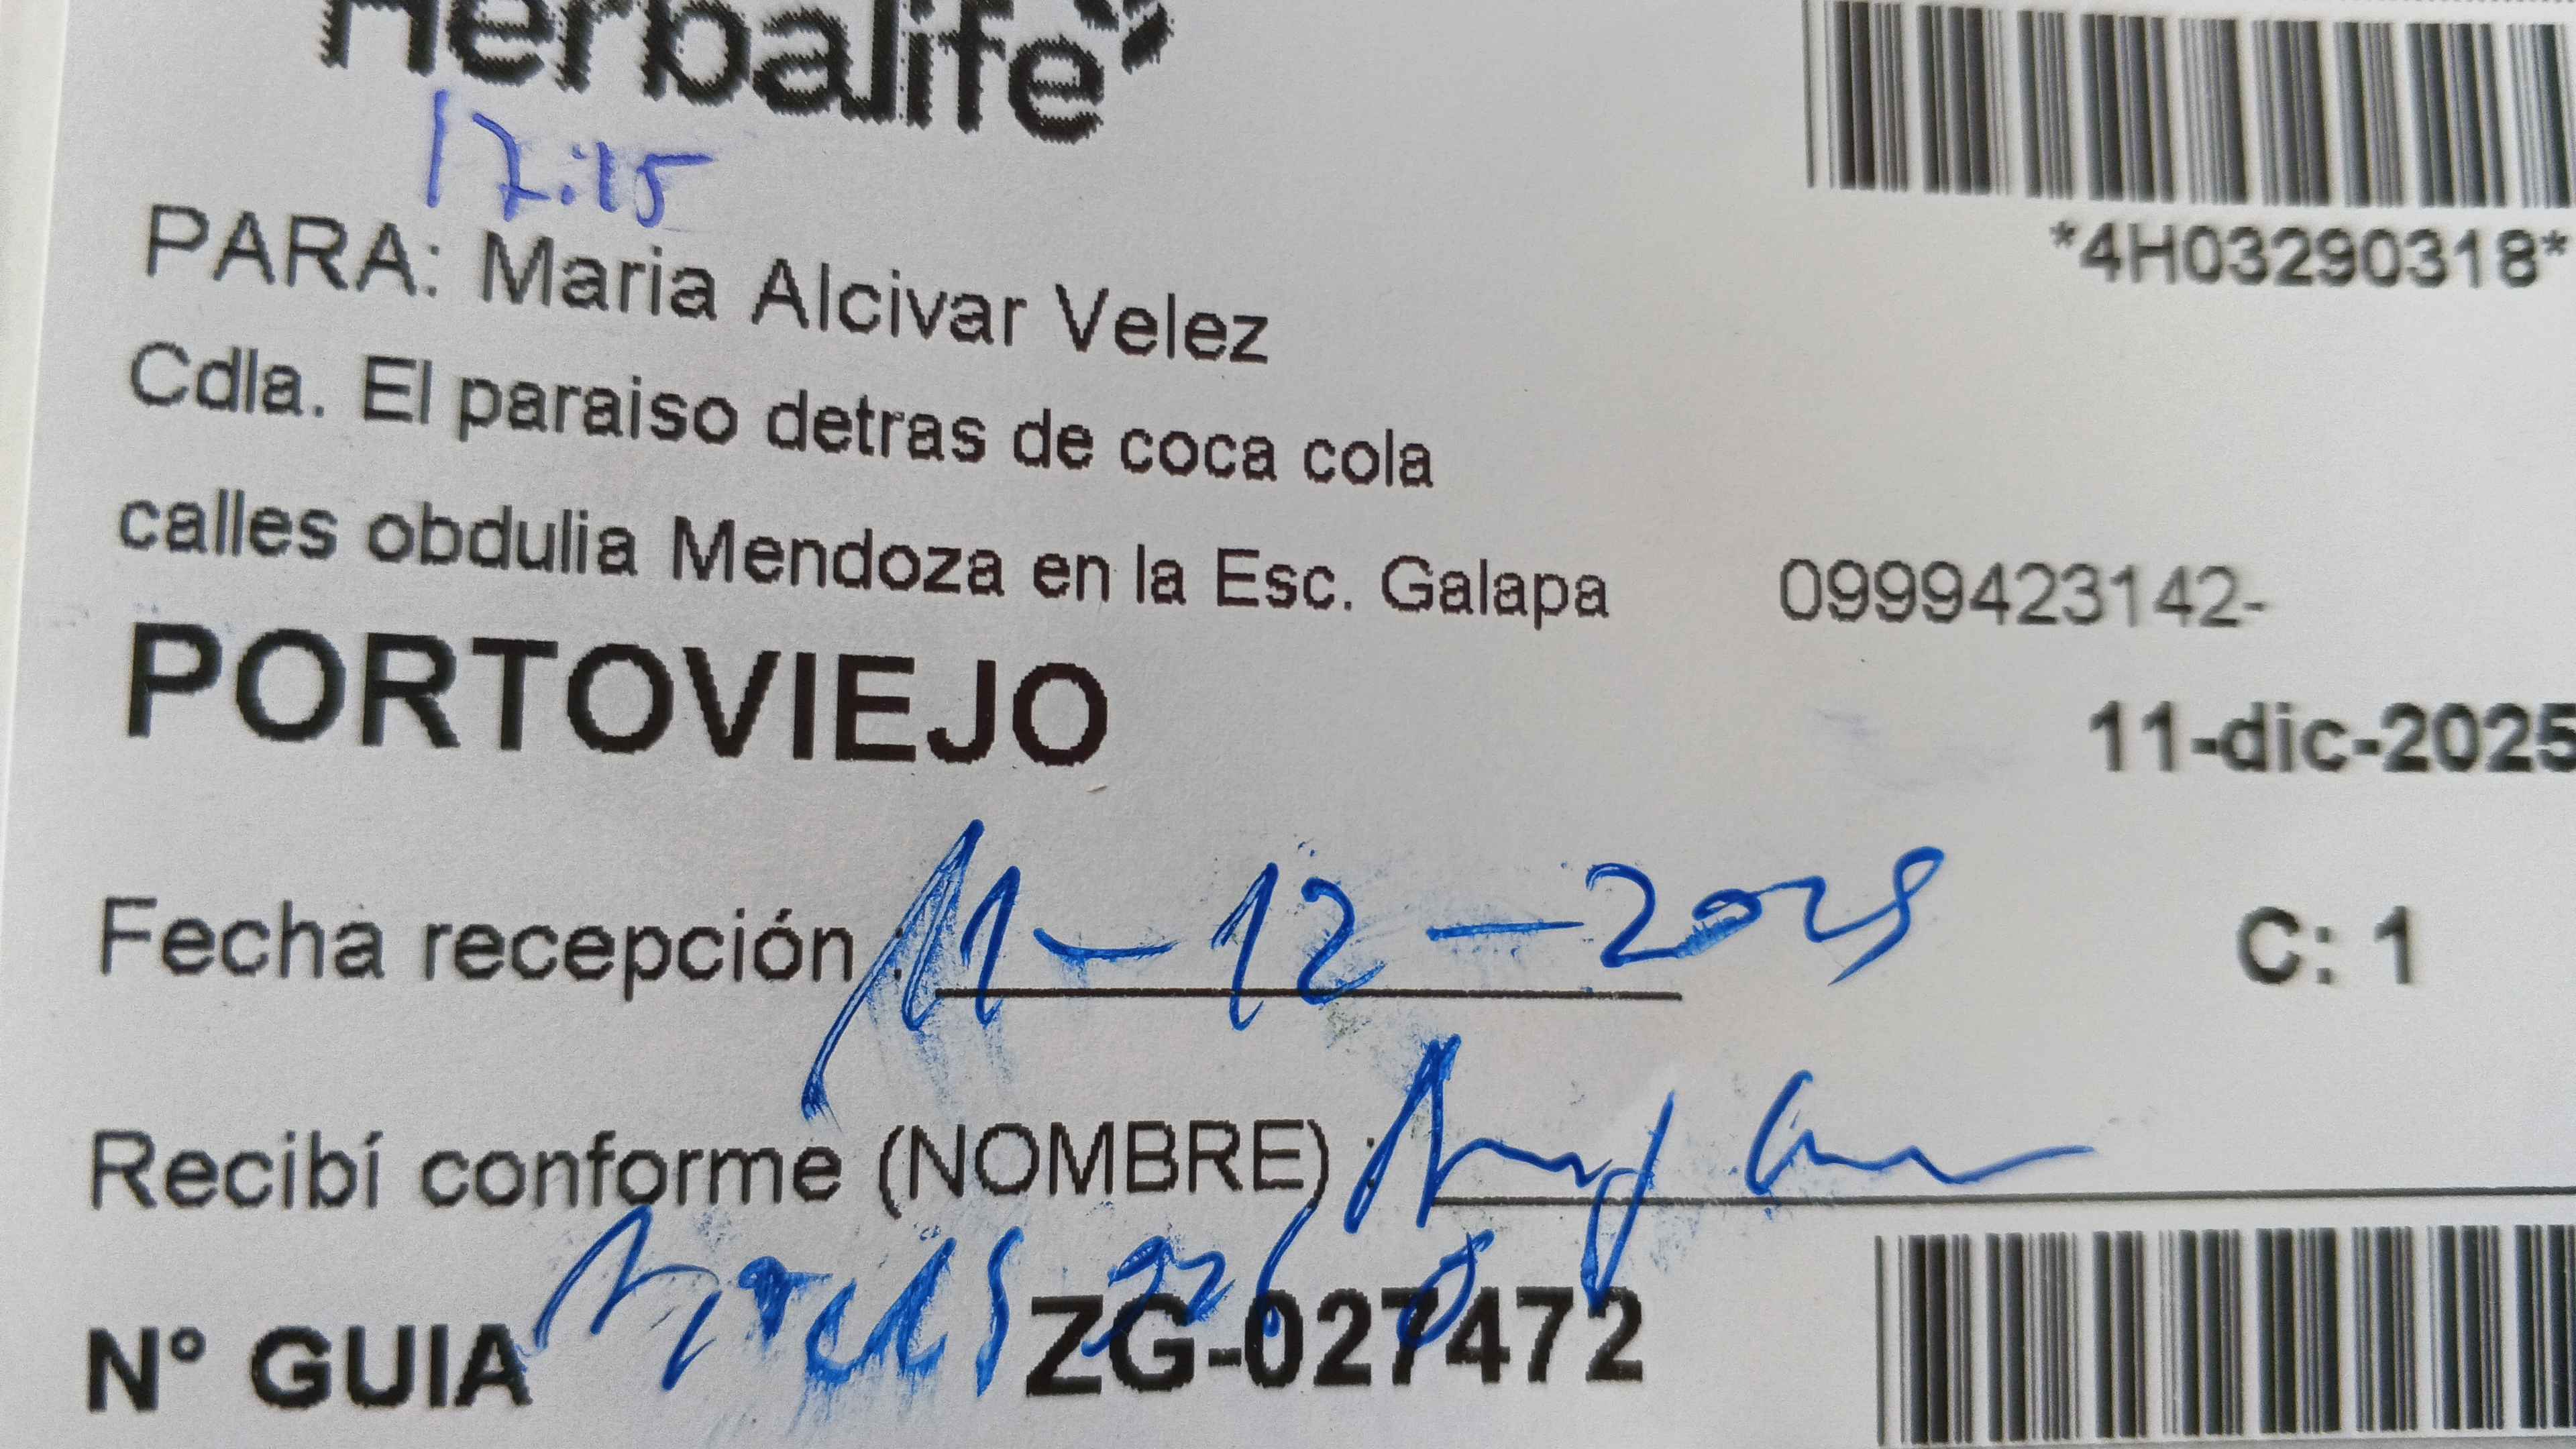 Herbalife
17:15
*4H03290318*
PARA: Maria Alcivar Velez
Cdla. El paraiso detras de coca cola
calles obdulia Mendoza en la Esc. Galapa 0999423142-
PORTOVIEJO
11-dic-2025
Fecha recepción : 11-12-2025
C: 1
Recibí conforme (NOMBRE) :
N° GUIA ZG-027472